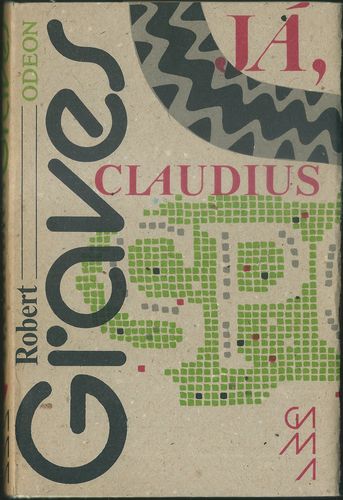 JÁ,
CLAUDIUS
Robert
Graves
ODEON
GAMA